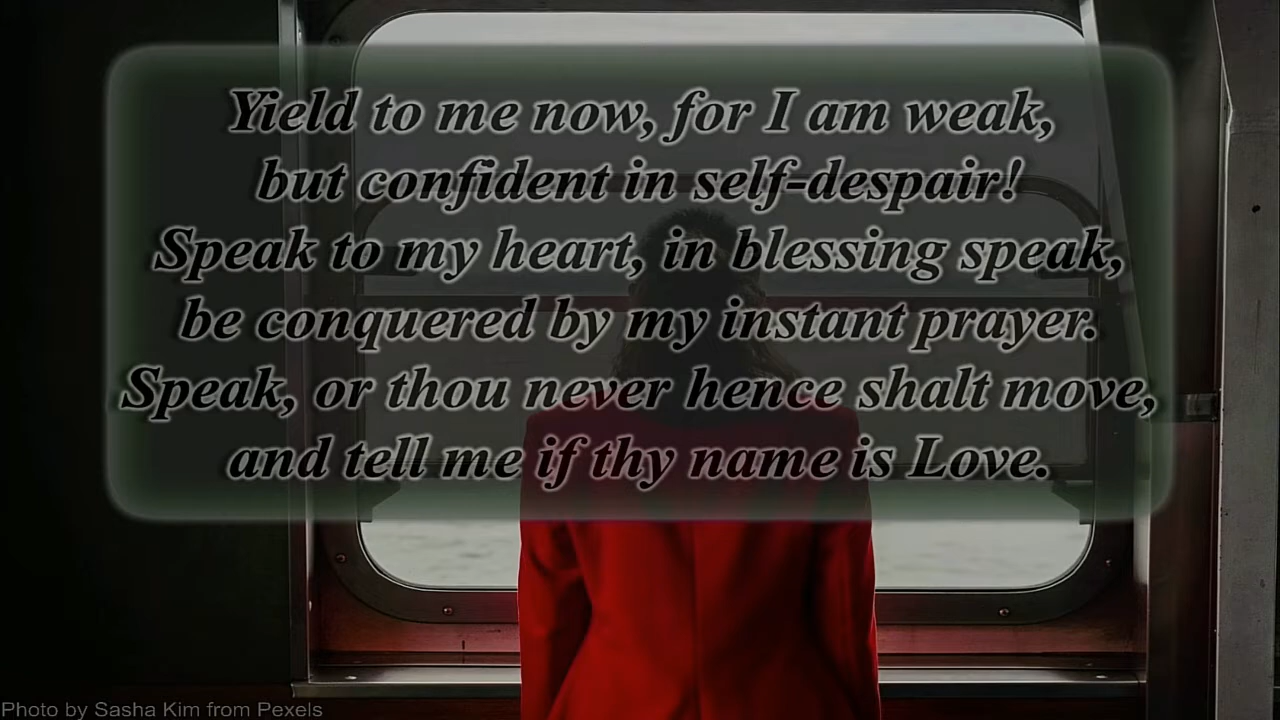 Yield to me now, for I am weak,
but confident in self-despair!
Speak to my heart, in blessing speak,
be conquered by my instant prayer.
Speak, or thou never hence shalt move,
and tell me if thy name is Love.
Photo by Sasha Kim from Pexels